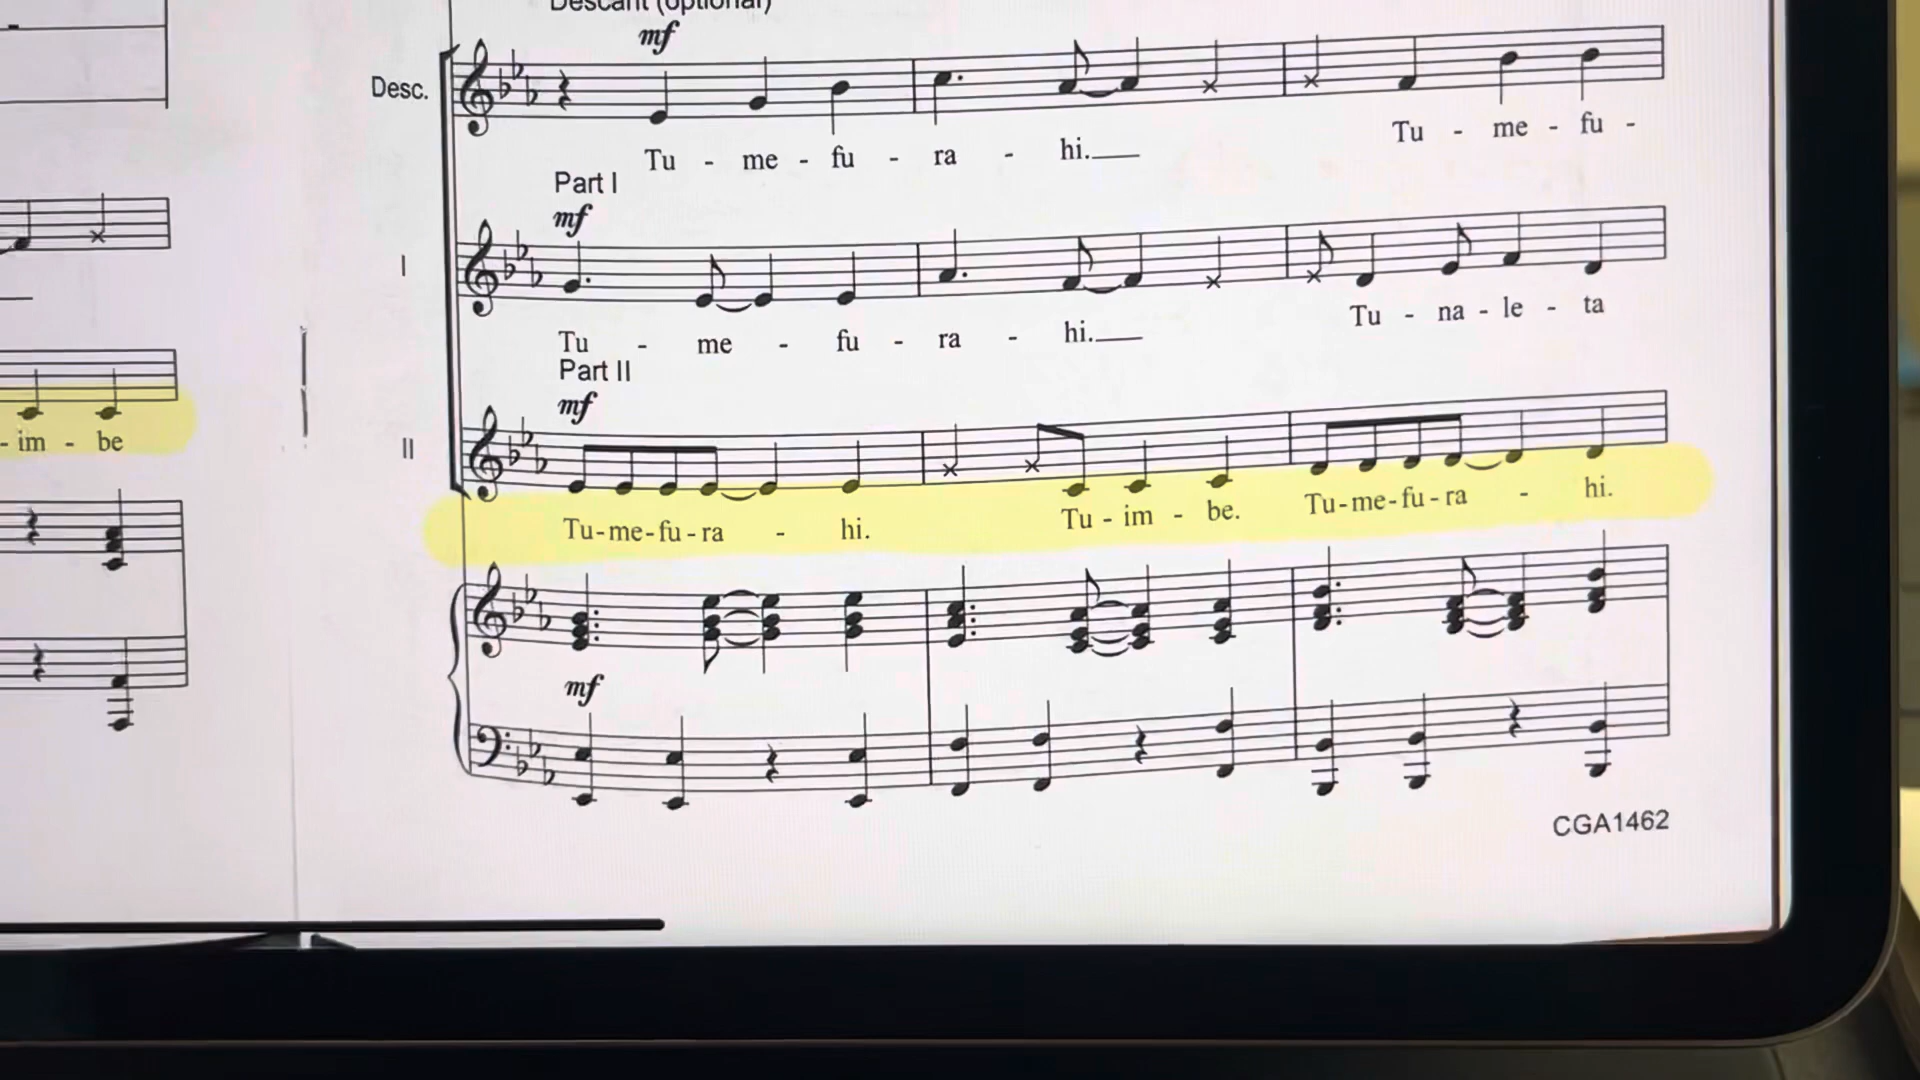 Descant (optional)
mf
Desc.
Tu - me - fu - ra - hi. Tu - me - fu -
Part I
mf
I
Tu - me - fu - ra - hi. Tu - na - le - ta
Part II
mf
- im - be
II
Tu - me - fu - ra - hi. Tu - im - be. Tu - me - fu - ra - hi.
mf
CGA1462